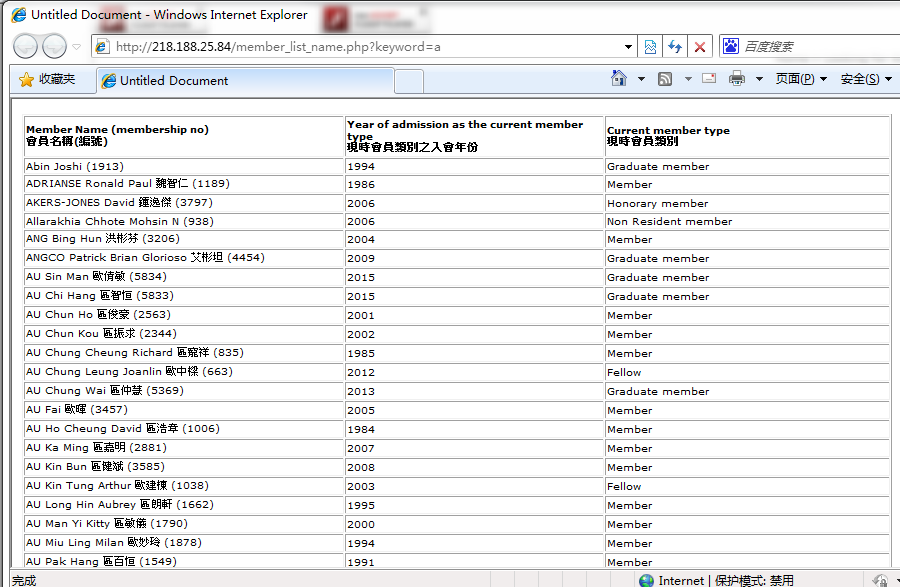 Untitled Document - Windows Internet Explorer
http://218.188.25.84/member_list_name.php?keyword=a
百度搜索
收藏夹
Untitled Document
页面(P)
安全(S)
Member Name (membership no)
會員名稱(編號)
Year of admission as the current member
type
現時會員類別之入會年份
Current member type
現時會員類別
Abin Joshi (1913) 1994 Graduate member
ADRIANSE Ronald Paul 魏智仁 (1189) 1986 Member
AKERS-JONES David 鍾逸傑 (3797) 2006 Honorary member
Allarakhia Chhote Mohsin N (938) 2006 Non Resident member
ANG Bing Hun 洪彬芬 (3206) 2004 Member
ANGCO Patrick Brian Glorioso 艾彬坦 (4454) 2009 Graduate member
AU Sin Man 歐倩敏 (5834) 2015 Graduate member
AU Chi Hang 區智恒 (5833) 2015 Graduate member
AU Chun Ho 區俊豪 (2563) 2001 Member
AU Chun Kou 區振求 (2344) 2002 Member
AU Chung Cheung Richard (835) 1985 Member
AU Chung Leung Joanlin 歐中樑 (663) 2012 Fellow
AU Chung Wai 區仲慧 (5369) 2013 Graduate member
AU Fai 歐暉 (3457) 2005 Member
AU Ho Cheung David 區浩章 (1006) 1984 Member
AU Ka Ming 區嘉明 (2881) 2007 Member
AU Kin Bun 區健斌 (3585) 2008 Member
AU Kin Tung Arthur 歐建棟 (1038) 2003 Fellow
AU Long Hin Aubrey 區朗軒 (1662) 1995 Member
AU Man Yi Kitty 區敏儀 (1790) 2000 Member
AU Miu Ling Milan 歐妙玲 (1878) 1994 Member
AU Pak Hang 區百恒 (1549) 1991 Member
完成
Internet | 保护模式: 禁用